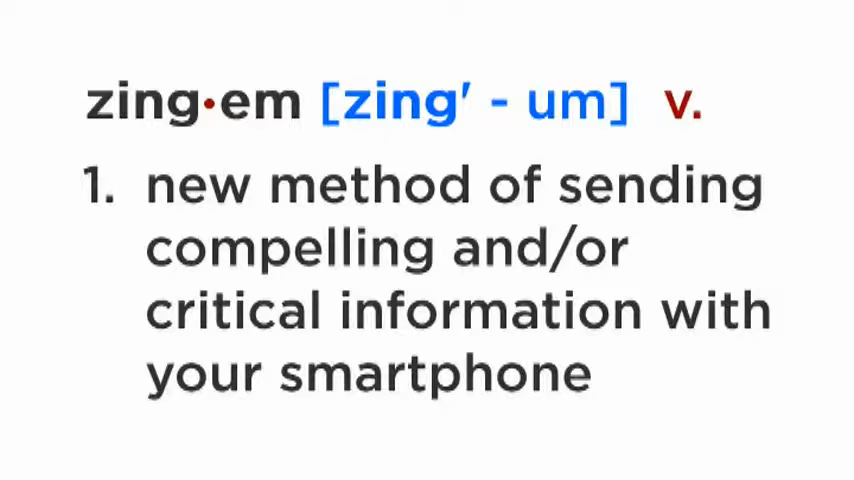 zing•em [zing' - um] v.
1. new method of sending
compelling and/or
critical information with
your smartphone